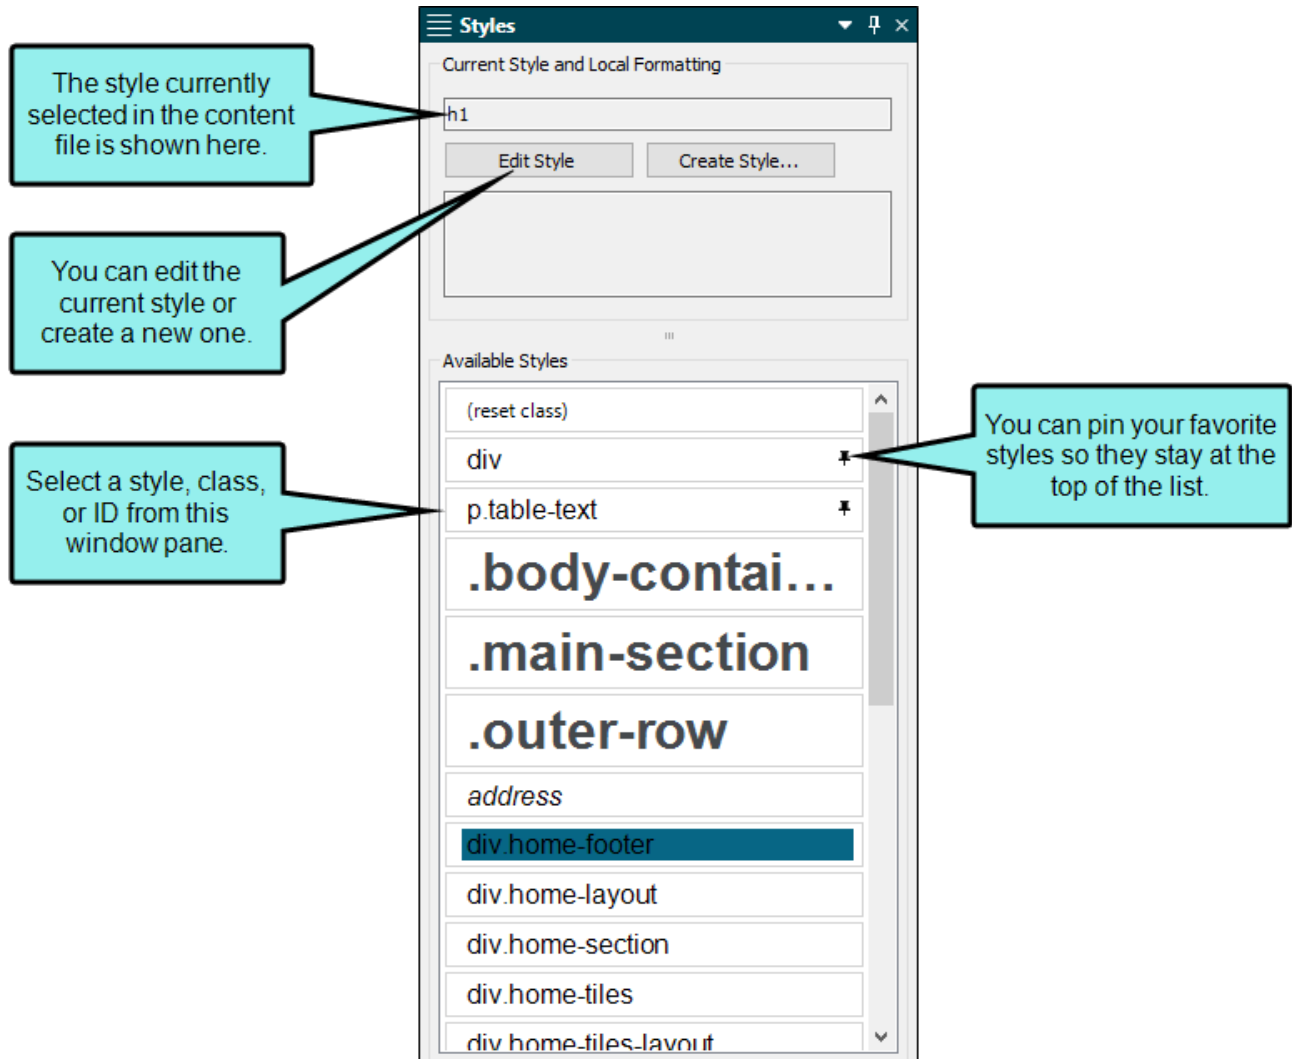 Styles
Current Style and Local Formatting
The style currently
selected in the content
file is shown here.
h1
Edit Style
Create Style...
You can edit the
current style or
create a new one.
Available Styles
(reset class)
div
You can pin your favorite
styles so they stay at the
top of the list.
Select a style, class,
or ID from this
window pane.
p.table-text
.body-contai...
.main-section
.outer-row
address
div.home-footer
div.home-layout
div.home-section
div.home-tiles
div.home-tiles-layout